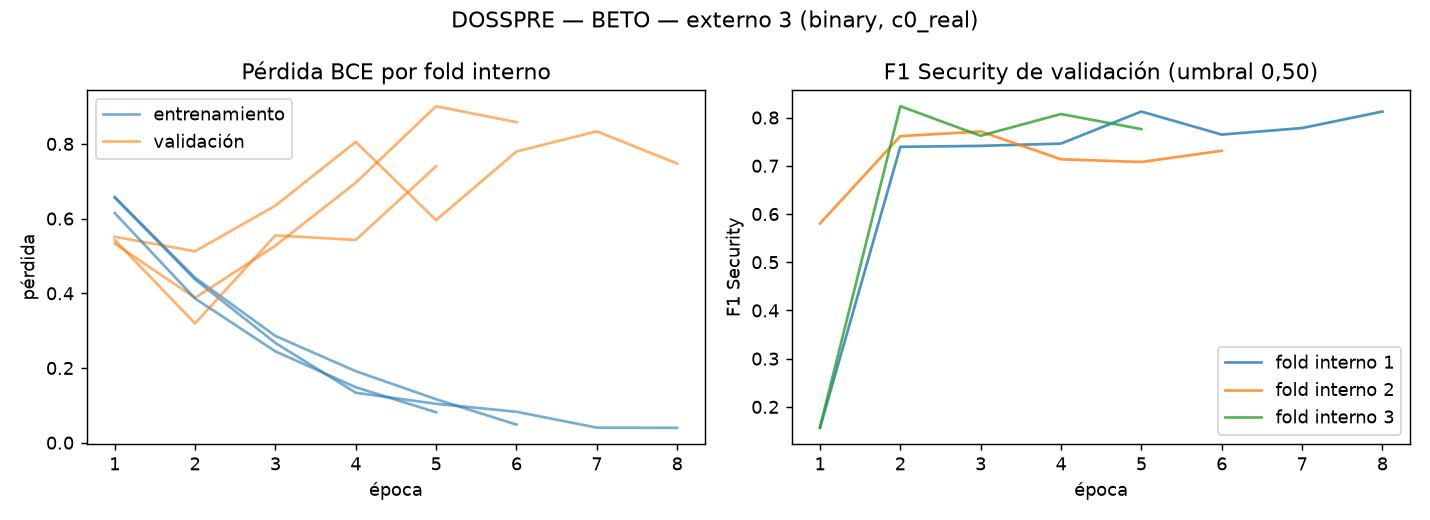 DOSSPRE — BETO — externo 3 (binary, c0_real)
Pérdida BCE por fold interno
entrenamiento
validación
0.8
0.6
0.4
0.2
0.0
pérdida
1 2 3 4 5 6 7 8
época
F1 Security de validación (umbral 0,50)
0.8
0.7
0.6
0.5
0.4
0.3
0.2
F1 Security
fold interno 1
fold interno 2
fold interno 3
1 2 3 4 5 6 7 8
época